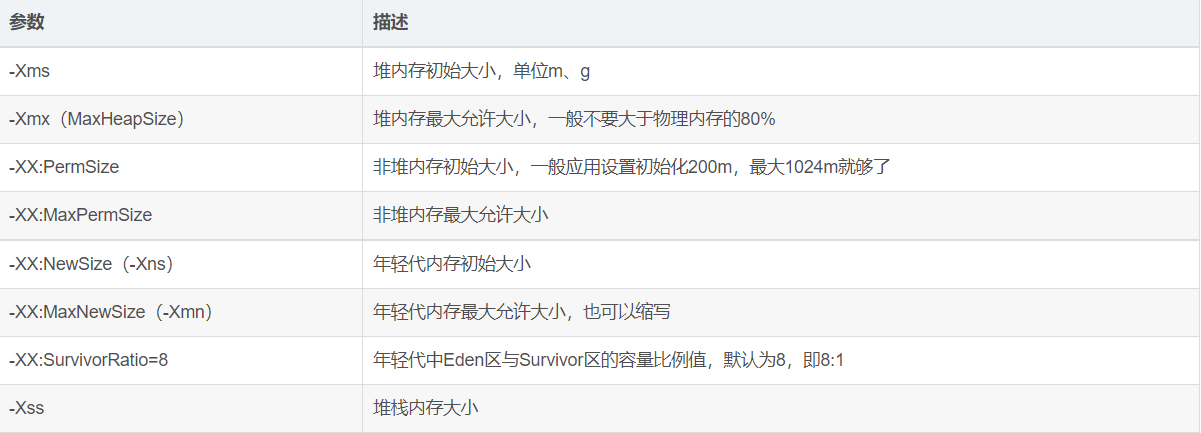 参数 描述
-Xms 堆内存初始大小，单位m、g
-Xmx（MaxHeapSize） 堆内存最大允许大小，一般不要大于物理内存的80%
-XX:PermSize 非堆内存初始大小，一般应用设置初始化200m，最大1024m就够了
-XX:MaxPermSize 非堆内存最大允许大小
-XX:NewSize（-Xns） 年轻代内存初始大小
-XX:MaxNewSize（-Xmn） 年轻代内存最大允许大小，也可以缩写
-XX:SurvivorRatio=8 年轻代中Eden区与Survivor区的容量比例值，默认为8，即8:1
-Xss 堆栈内存大小